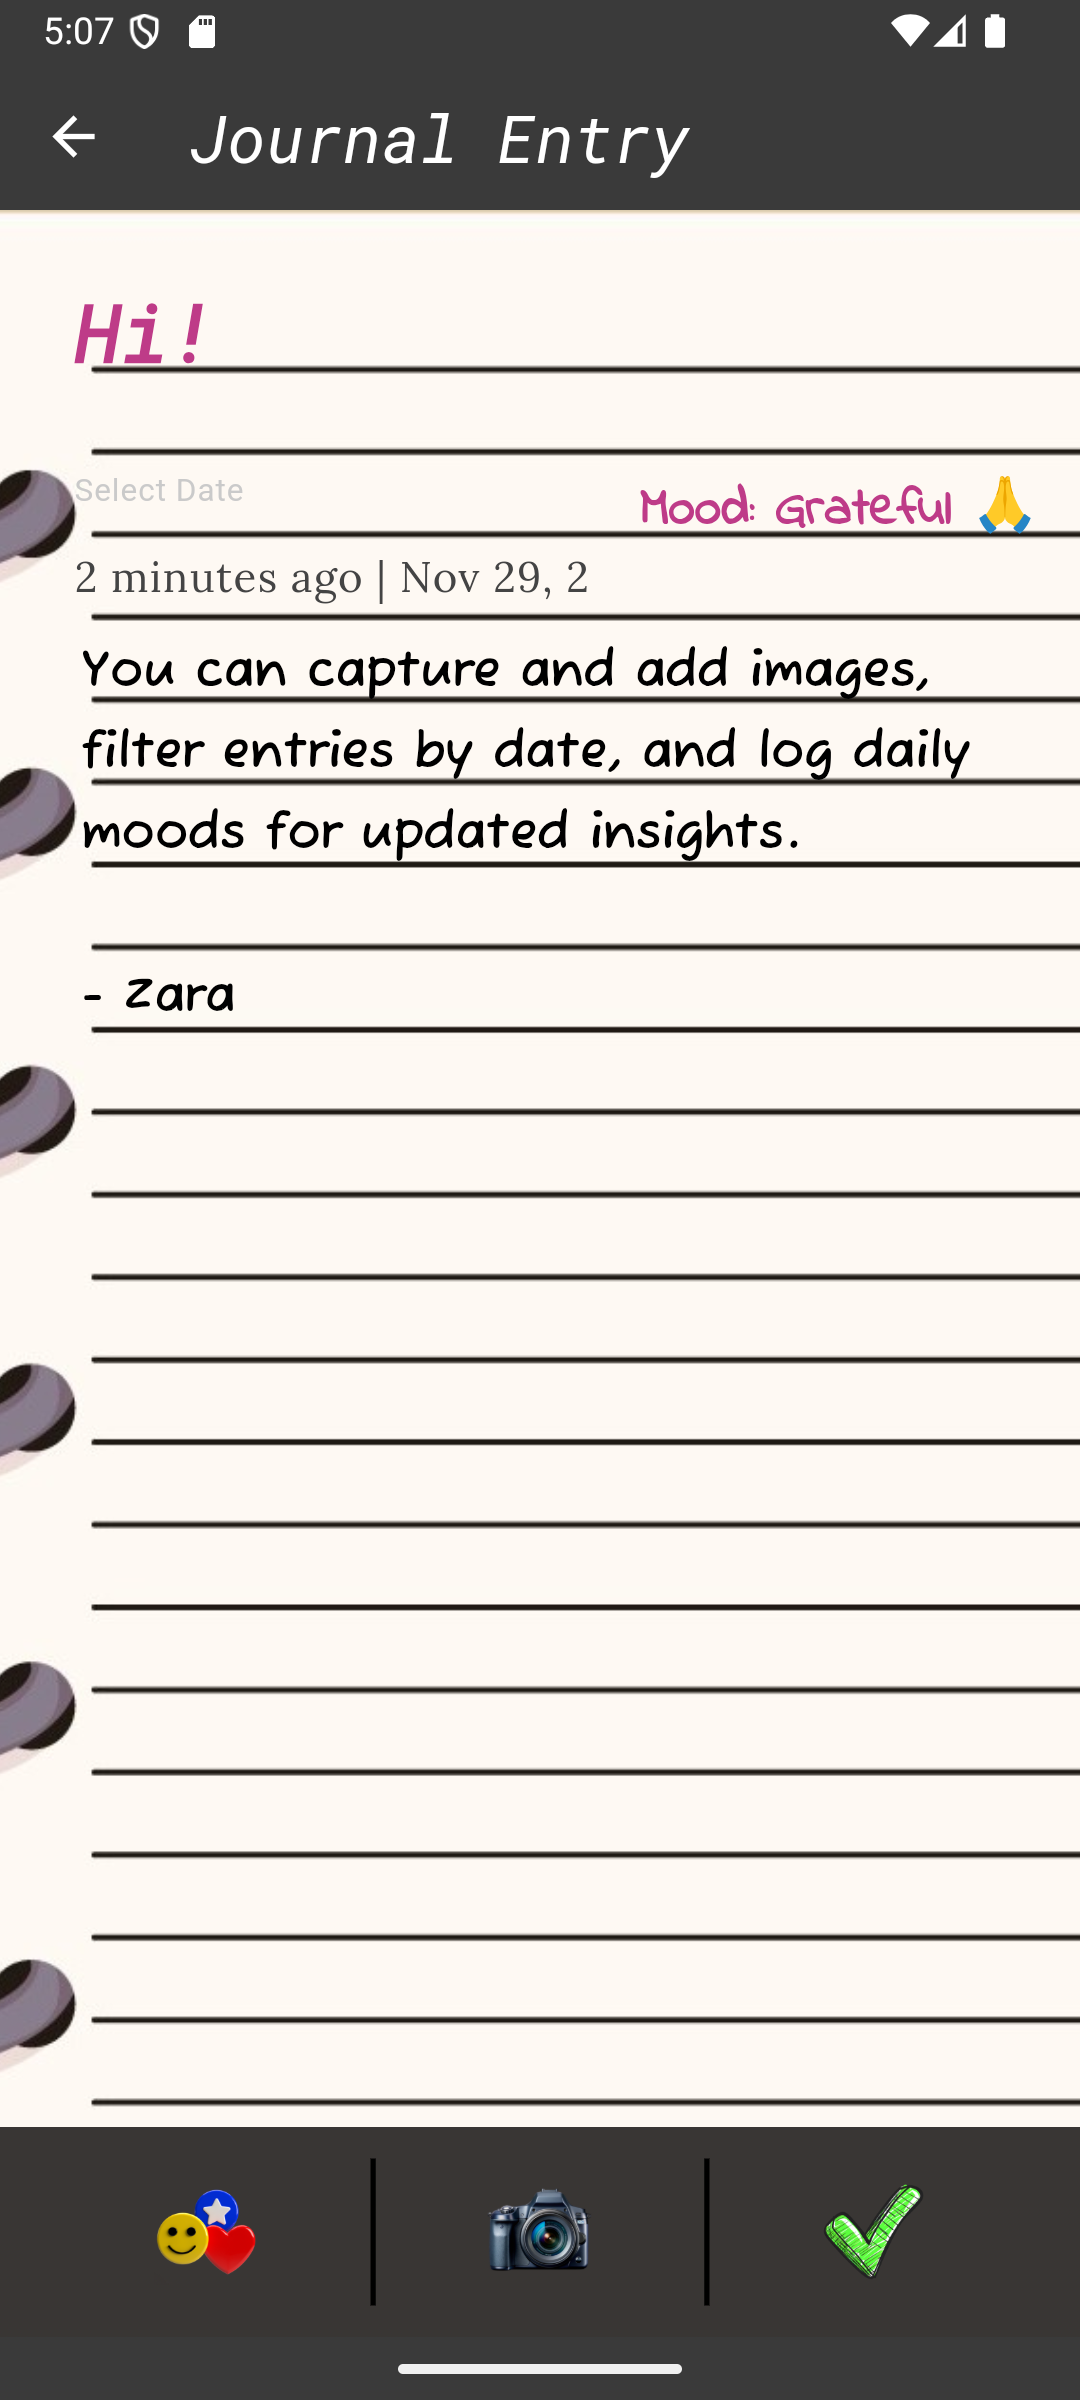 5:07
Journal Entry
Hi!
Select Date
Mood: Grateful 🙏
2 minutes ago | Nov 29, 2
You can capture and add images,
filter entries by date, and log daily
moods for updated insights.
- Zara